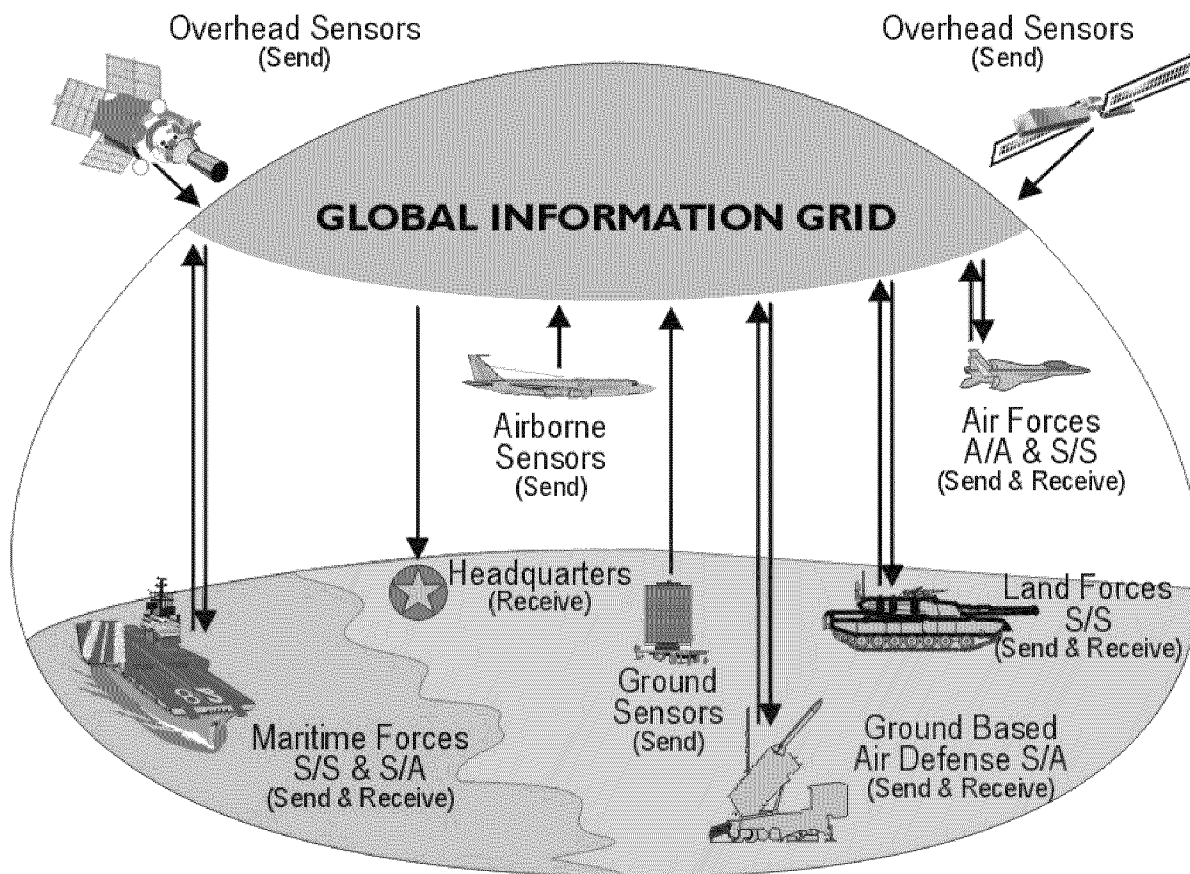 Overhead Sensors
(Send)
Overhead Sensors
(Send)
GLOBAL INFORMATION GRID
Airborne
Sensors
(Send)
Air Forces
A/A & S/S
(Send & Receive)
Headquarters
(Receive)
Land Forces
S/S
(Send & Receive)
Ground
Sensors
(Send)
Maritime Forces
S/S & S/A
(Send & Receive)
Ground Based
Air Defense S/A
(Send & Receive)